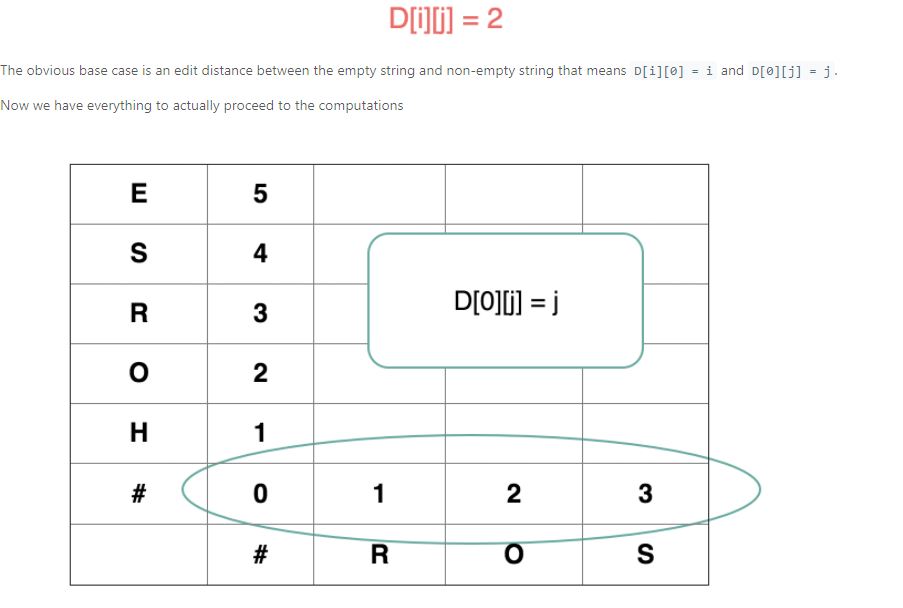 D[i][j] = 2
The obvious base case is an edit distance between the empty string and non-empty string that means D[i][0] = i and D[0][j] = j.
Now we have everything to actually proceed to the computations
E 5
S 4
D[0][j] = j
R 3
O 2
H 1
# 0 1 2 3
# R O S